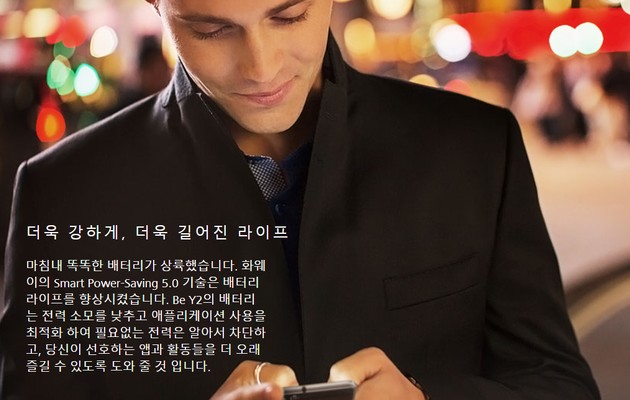 더욱 강하게, 더욱 길어진 라이프
마침내 똑똑한 배터리가 상륙했습니다. 화웨
이의 Smart Power-Saving 5.0 기술은 배터리
라이프를 향상시켰습니다. Be Y2의 배터리
는 전력 소모를 낮추고 애플리케이션 사용을
최적화 하여 필요없는 전력은 알아서 차단하
고, 당신이 선호하는 앱과 활동들을 더 오래
즐길 수 있도록 도와 줄 것 입니다.